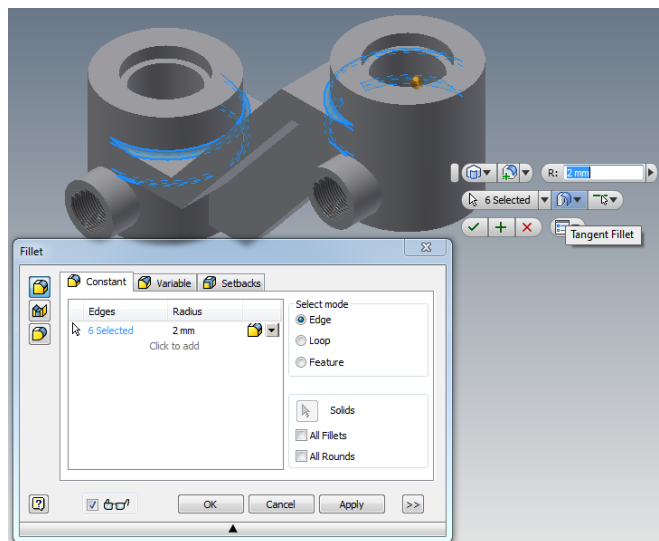 R: 2 mm
6 Selected
Tangent Fillet
Fillet
Constant Variable Setbacks
Edges Radius
6 Selected 2 mm
Click to add
Select mode
Edge
Loop
Feature
Solids
All Fillets
All Rounds
? OK Cancel Apply >>